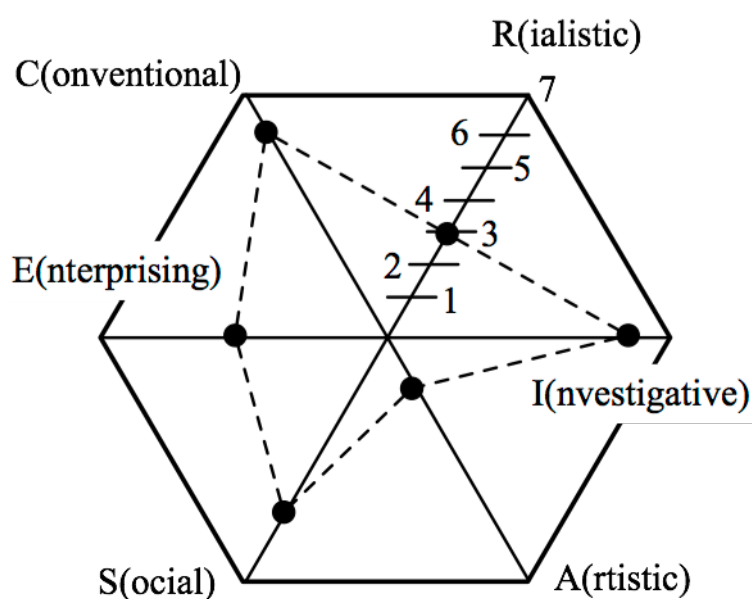 R(ialistic)
C(onventional)
7
6
5
4
3
2
1
E(nterprising)
I(nvestigative)
S(ocial)
A(rtistic)